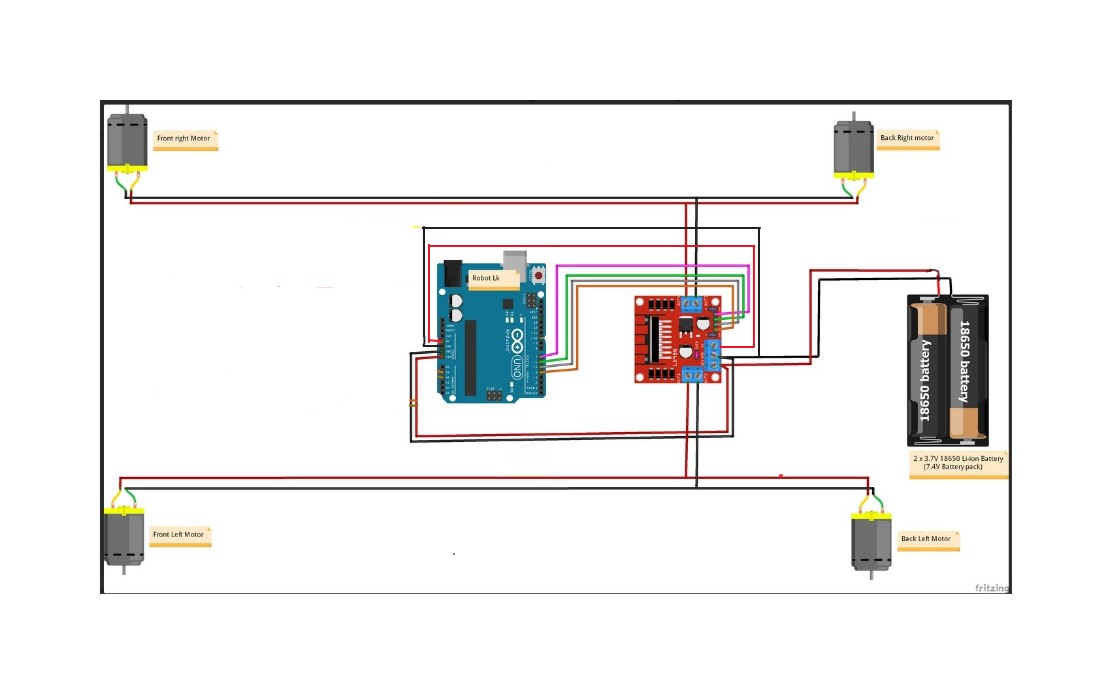 Front right Motor
Back Right motor
Robot Lk
UNO
18650 battery
18650 battery
2 x 3.7V 18650 Li-ion Battery
(7.4V Battery pack)
Front Left Motor
Back Left Motor
fritzing